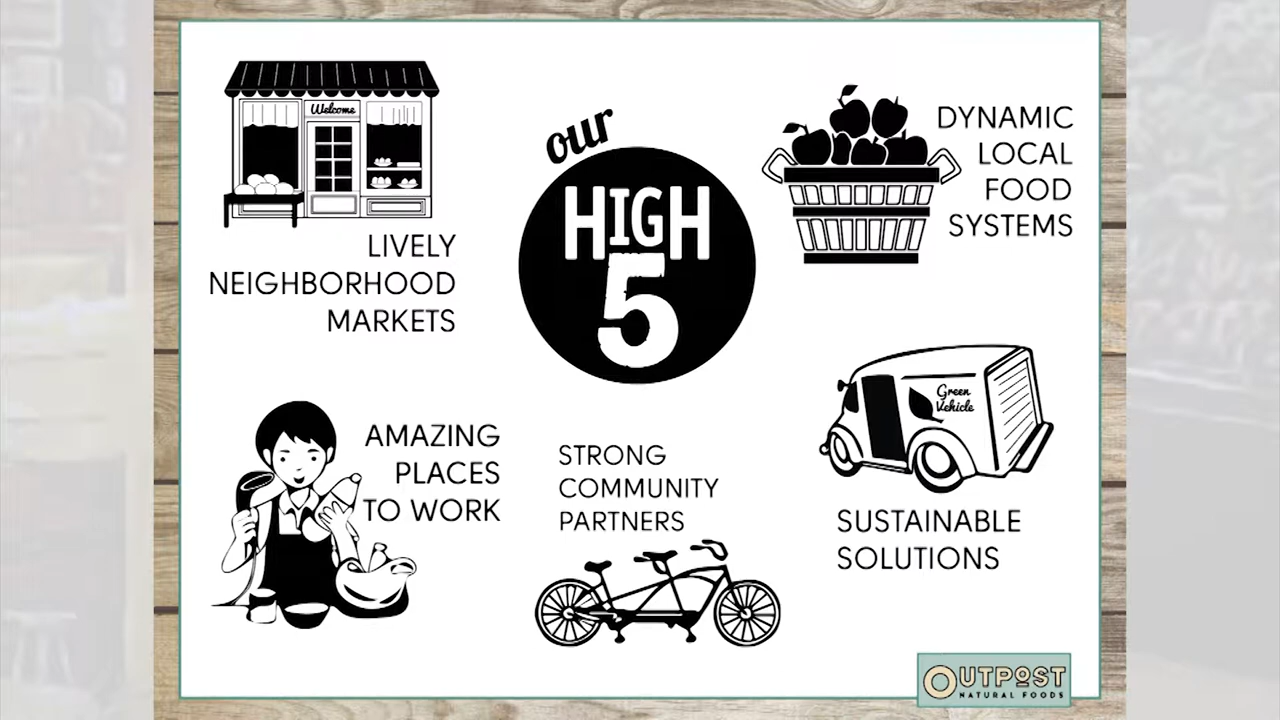 Welcome
LIVELY
NEIGHBORHOOD
MARKETS
our
HIGH
5
DYNAMIC
LOCAL
FOOD
SYSTEMS
AMAZING
PLACES
TO WORK
STRONG
COMMUNITY
PARTNERS
Green
Vehicle
SUSTAINABLE
SOLUTIONS
OUTPOST
NATURAL FOODS